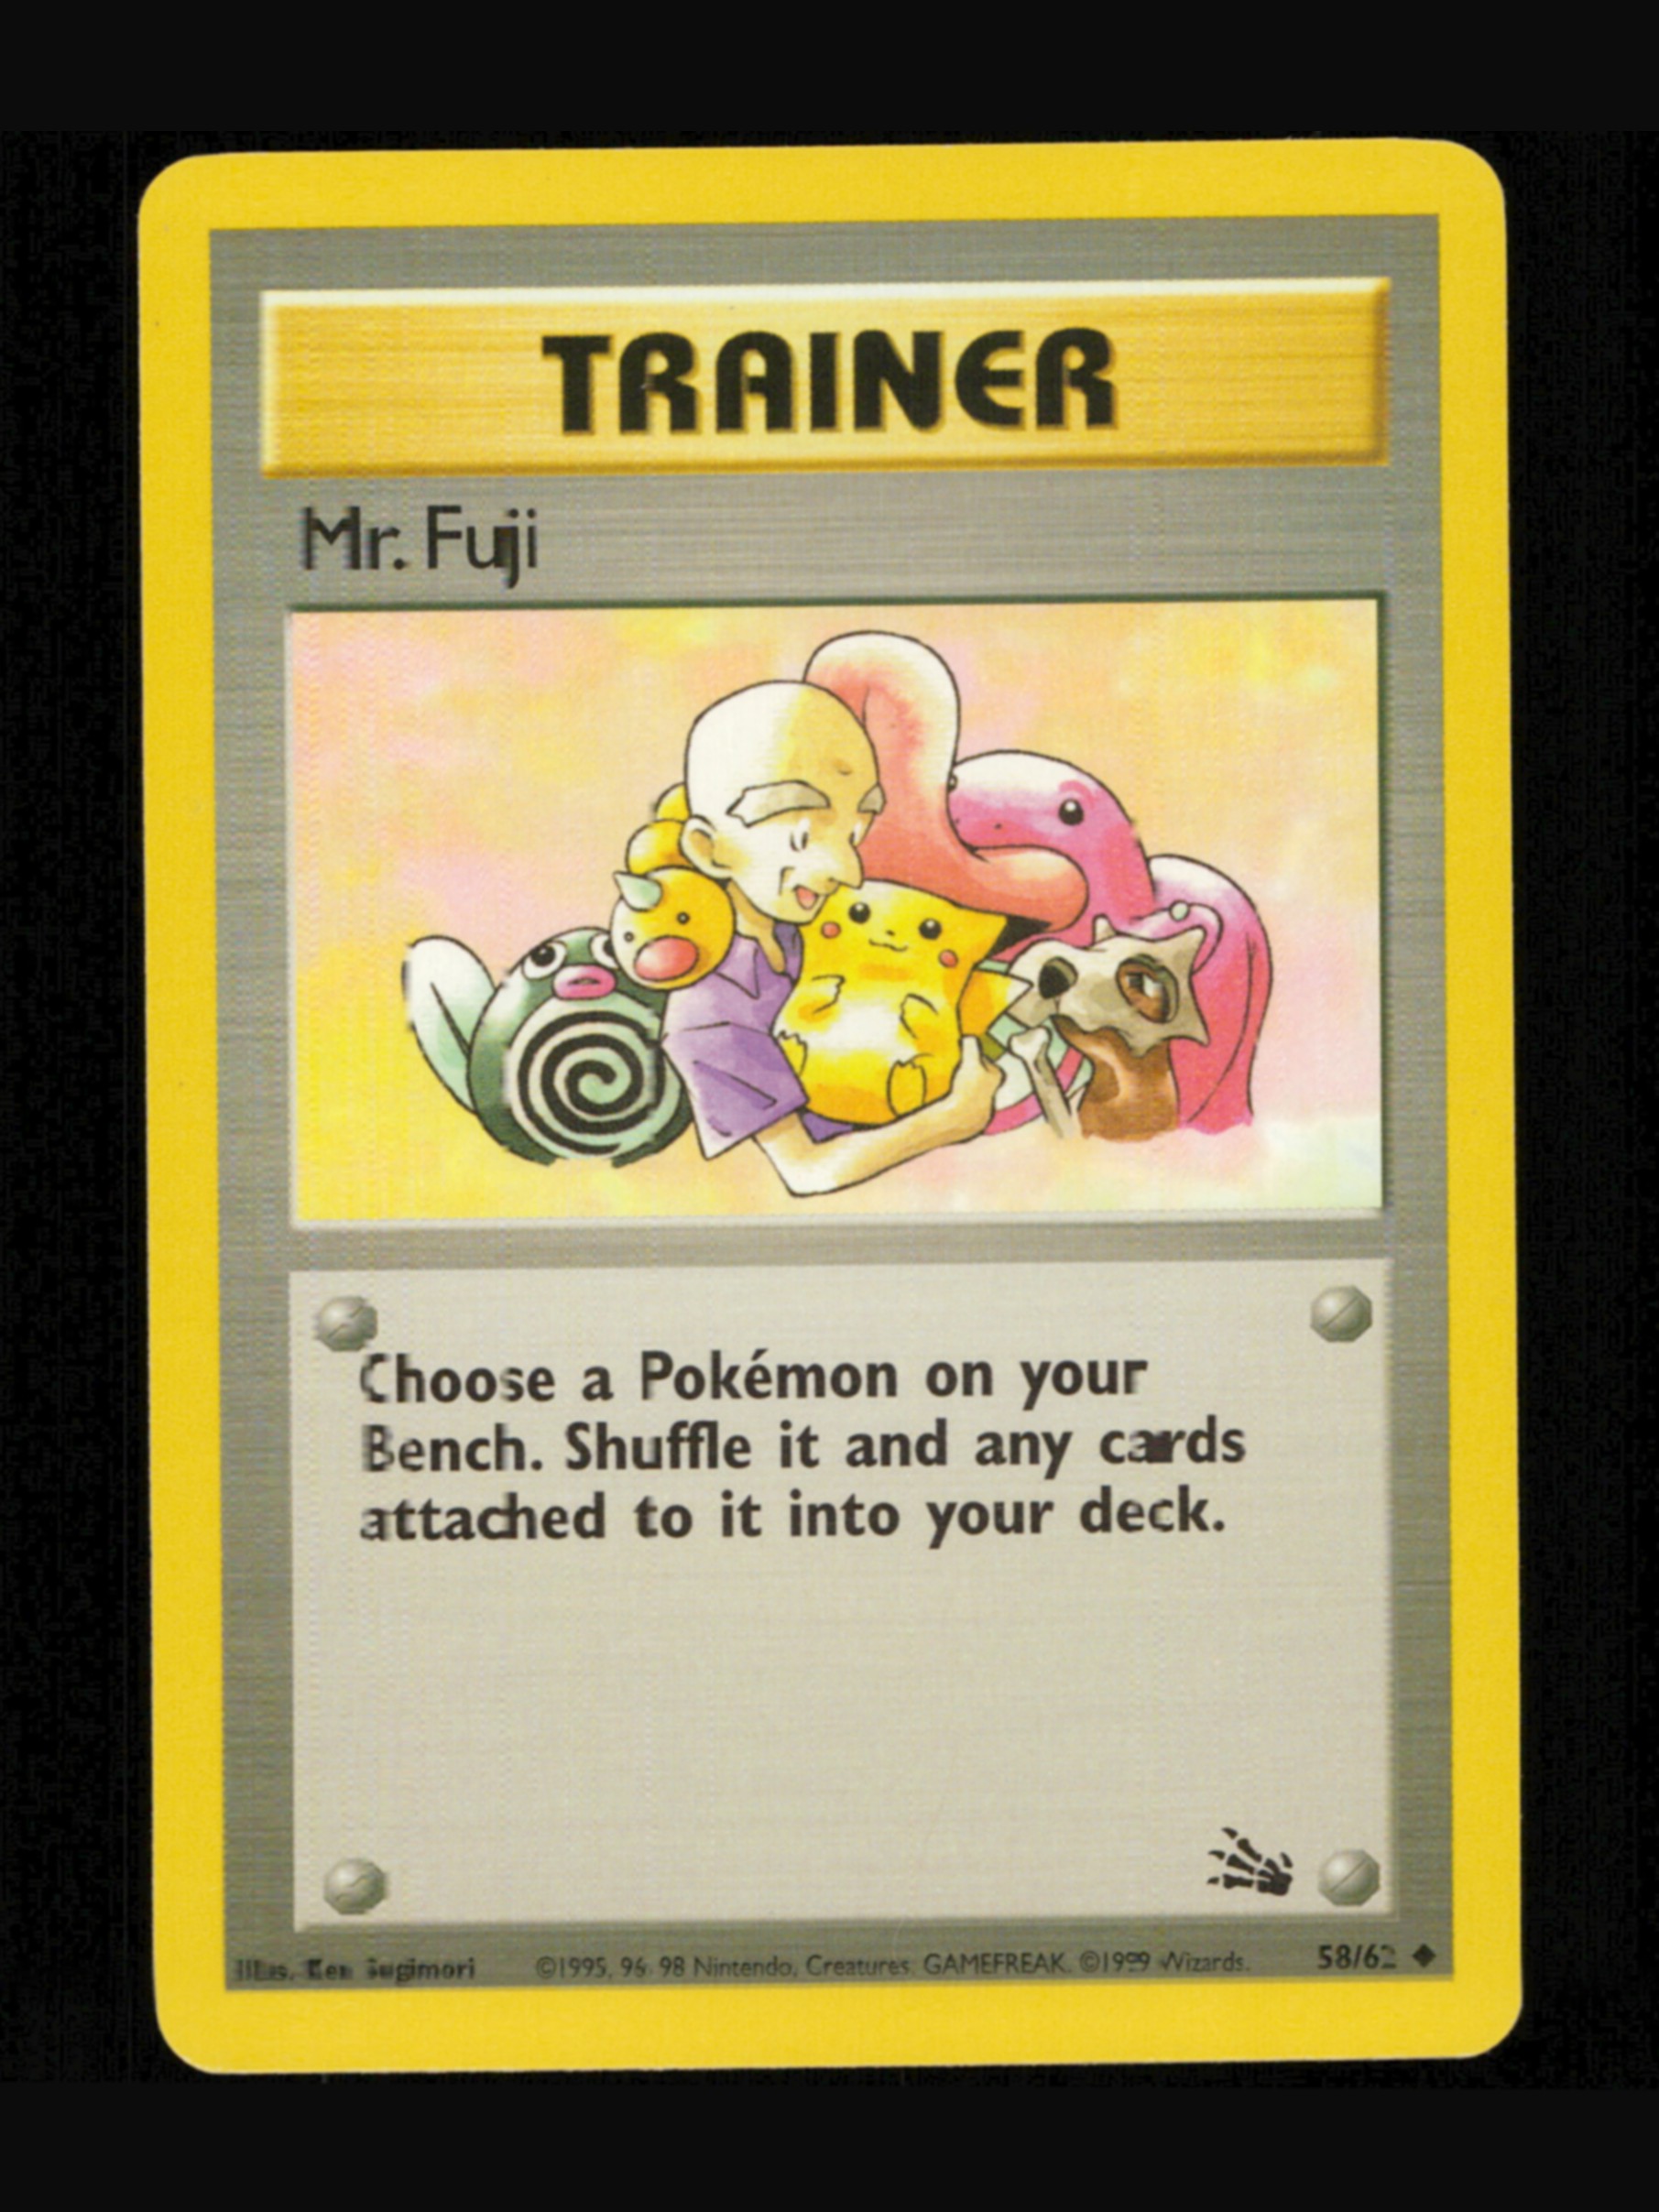 TRAINER
Mr. Fuji
Choose a Pokémon on your
Bench. Shuffle it and any cards
attached to it into your deck.
Illus. Ken Sugimori
©1995, 96, 98 Nintendo, Creatures, GAMEFREAK. ©1999 Wizards.
58/62